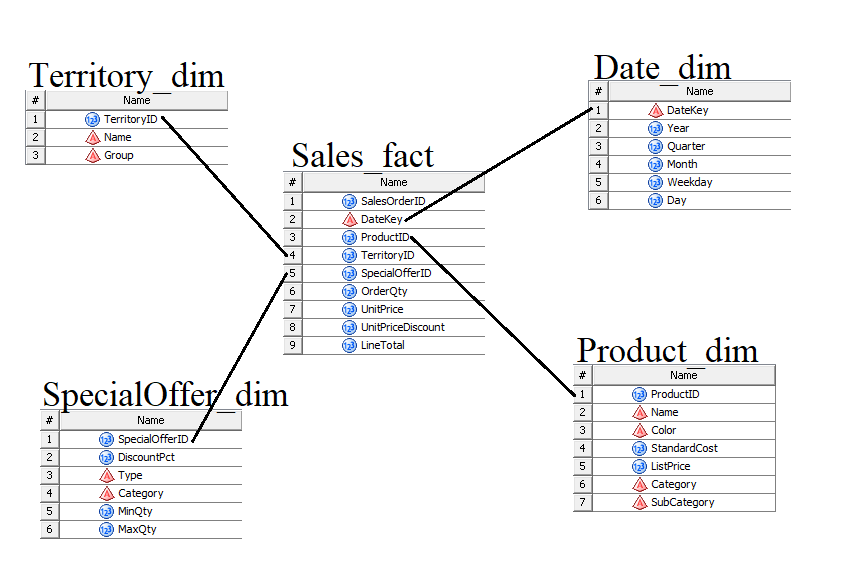 Territory_dim
# Name
1 TerritoryID
2 Name
3 Group
Date_dim
# Name
1 DateKey
2 Year
3 Quarter
4 Month
5 Weekday
6 Day
Sales_fact
# Name
1 SalesOrderID
2 DateKey
3 ProductID
4 TerritoryID
5 SpecialOfferID
6 OrderQty
7 UnitPrice
8 UnitPriceDiscount
9 LineTotal
SpecialOffer_dim
# Name
1 SpecialOfferID
2 DiscountPct
3 Type
4 Category
5 MinQty
6 MaxQty
Product_dim
# Name
1 ProductID
2 Name
3 Color
4 StandardCost
5 ListPrice
6 Category
7 SubCategory